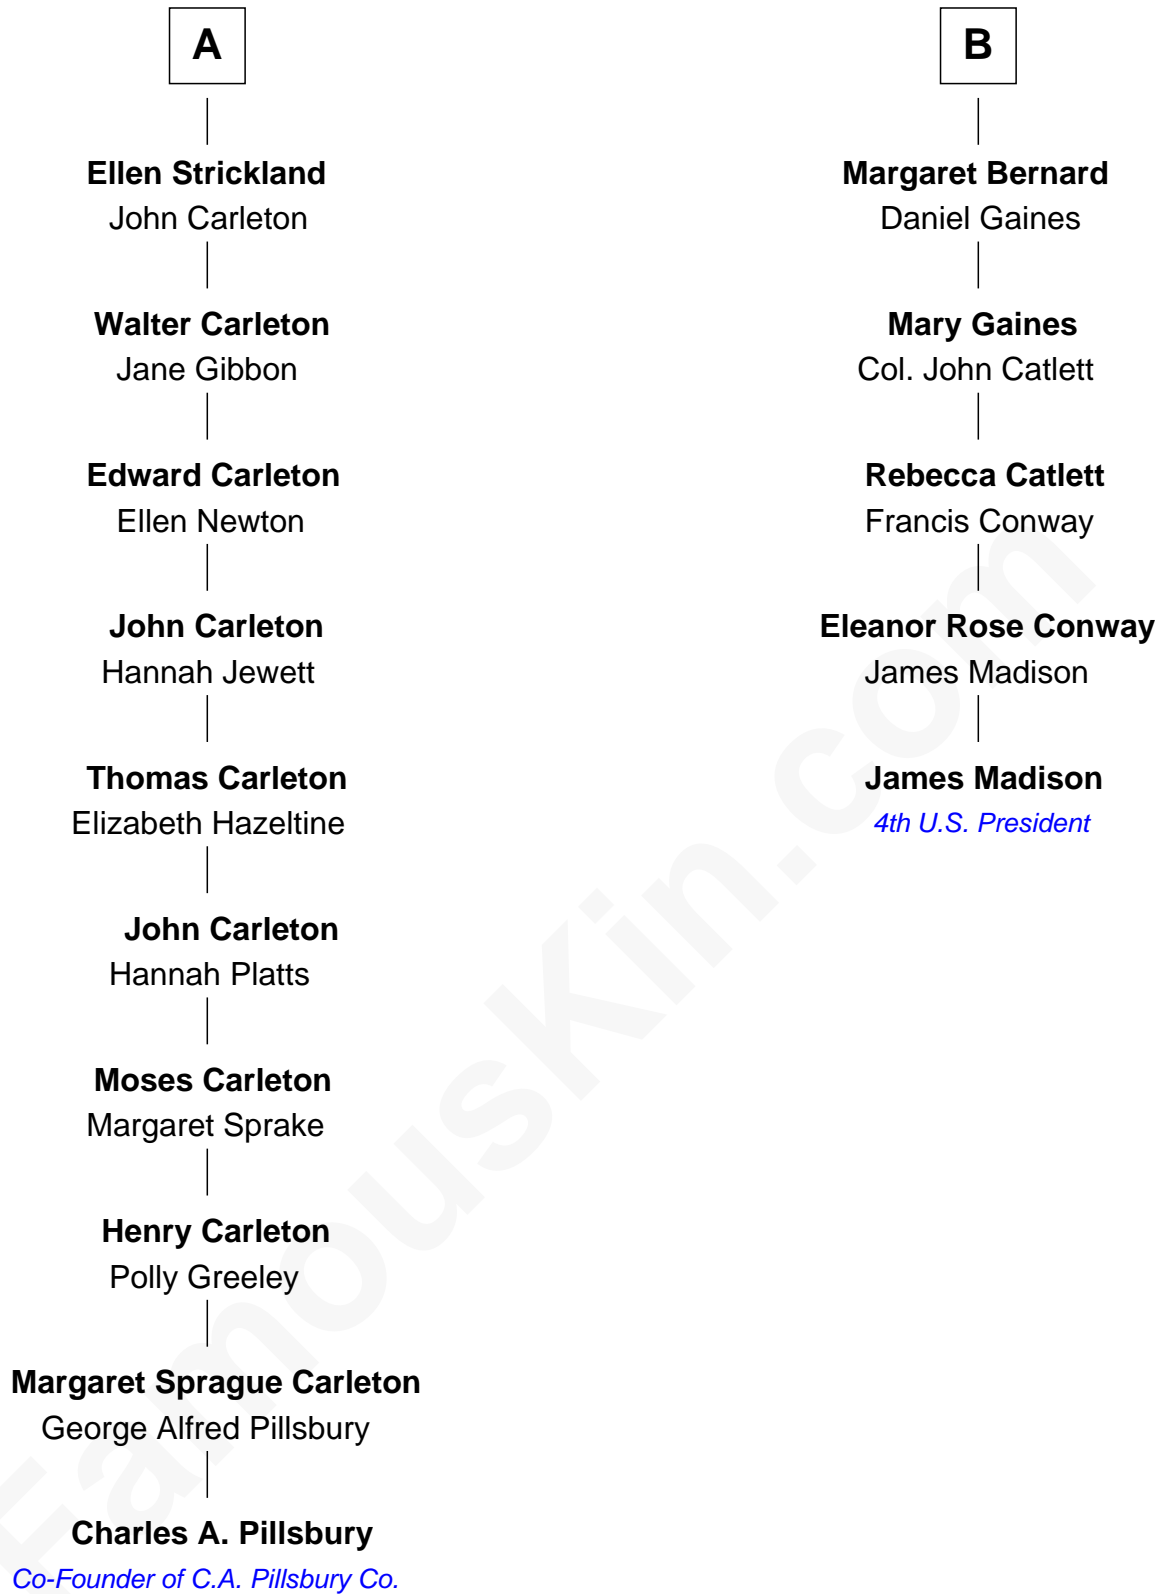 A
Ellen Strickland
John Carleton
Walter Carleton
Jane Gibbon
Edward Carleton
Ellen Newton
John Carleton
Hannah Jewett
Thomas Carleton
Elizabeth Hazeltine
John Carleton
Hannah Platts
Moses Carleton
Margaret Sprake
Henry Carleton
Polly Greeley
Margaret Sprague Carleton
George Alfred Pillsbury
Charles A. Pillsbury
Co-Founder of C.A. Pillsbury Co.
B
Margaret Bernard
Daniel Gaines
Mary Gaines
Col. John Catlett
Rebecca Catlett
Francis Conway
Eleanor Rose Conway
James Madison
James Madison
4th U.S. President
FamousKin.com